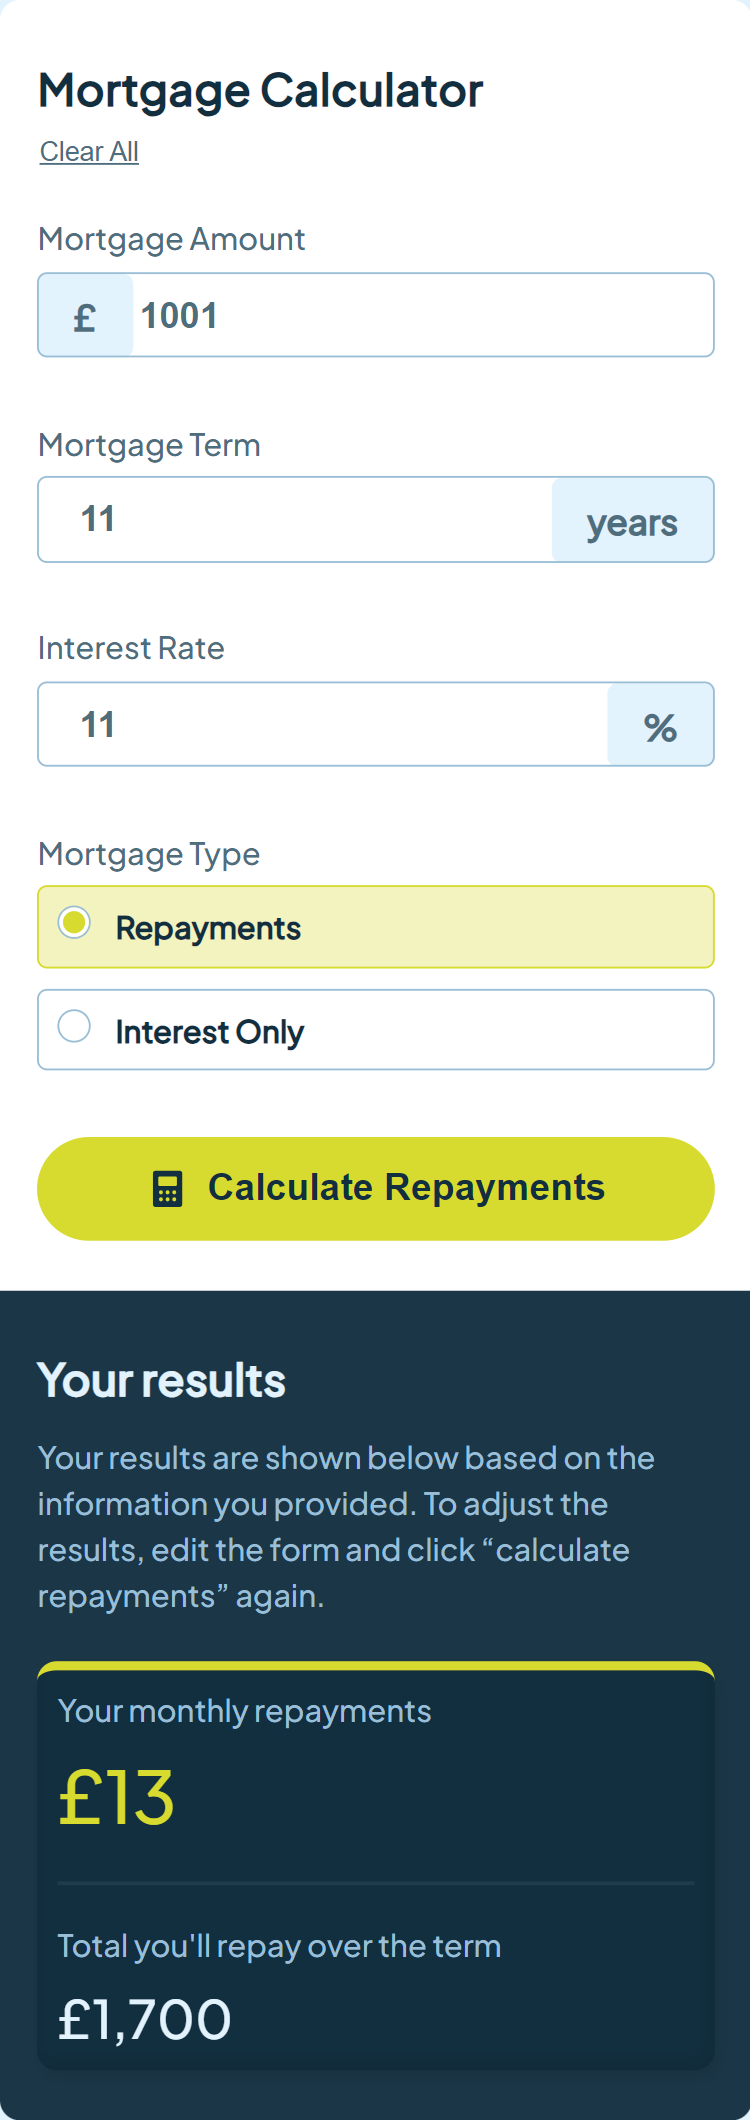 Mortgage Calculator
Clear All
Mortgage Amount
£ 1001
Mortgage Term
11 years
Interest Rate
11 %
Mortgage Type
Repayments
Interest Only
Calculate Repayments
Your results
Your results are shown below based on the
information you provided. To adjust the
results, edit the form and click “calculate
repayments” again.
Your monthly repayments
£13
Total you'll repay over the term
£1,700